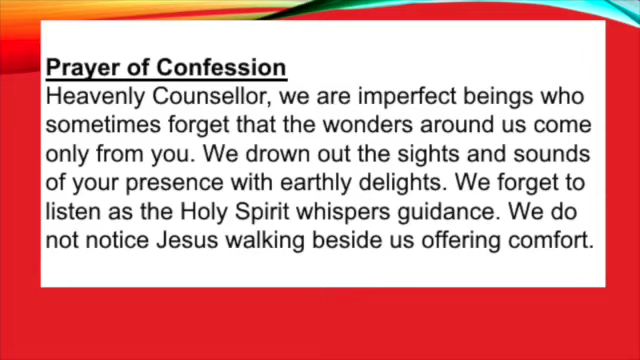 Prayer of Confession
Heavenly Counsellor, we are imperfect beings who
sometimes forget that the wonders around us come
only from you. We drown out the sights and sounds
of your presence with earthly delights. We forget to
listen as the Holy Spirit whispers guidance. We do
not notice Jesus walking beside us offering comfort.